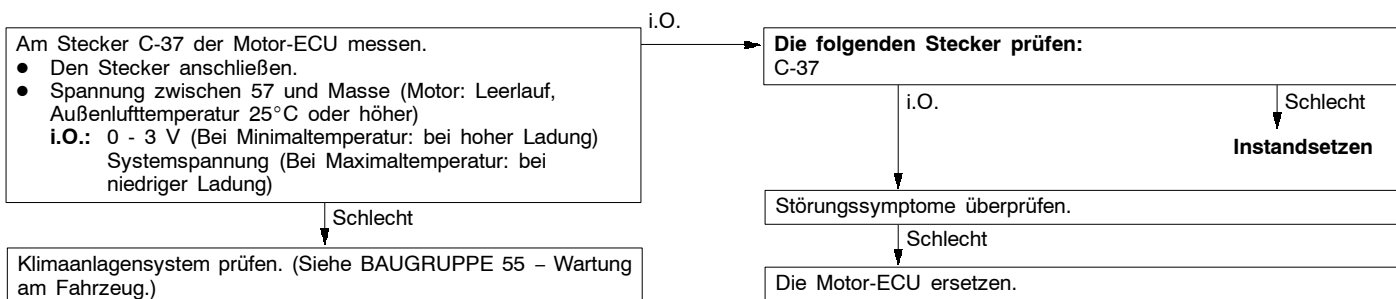 Am Stecker C-37 der Motor-ECU messen.
● Den Stecker anschließen.
● Spannung zwischen 57 und Masse (Motor: Leerlauf,
Außenlufttemperatur 25°C oder höher)
i.O.: 0 - 3 V (Bei Minimaltemperatur: bei hoher Ladung)
Systemspannung (Bei Maximaltemperatur: bei
niedriger Ladung)
Schlecht
Klimaanlagensystem prüfen. (Siehe BAUGRUPPE 55 – Wartung
am Fahrzeug.)
i.O.
Die folgenden Stecker prüfen:
C-37
i.O.
Schlecht
Instandsetzen
Störungssymptome überprüfen.
Schlecht
Die Motor-ECU ersetzen.